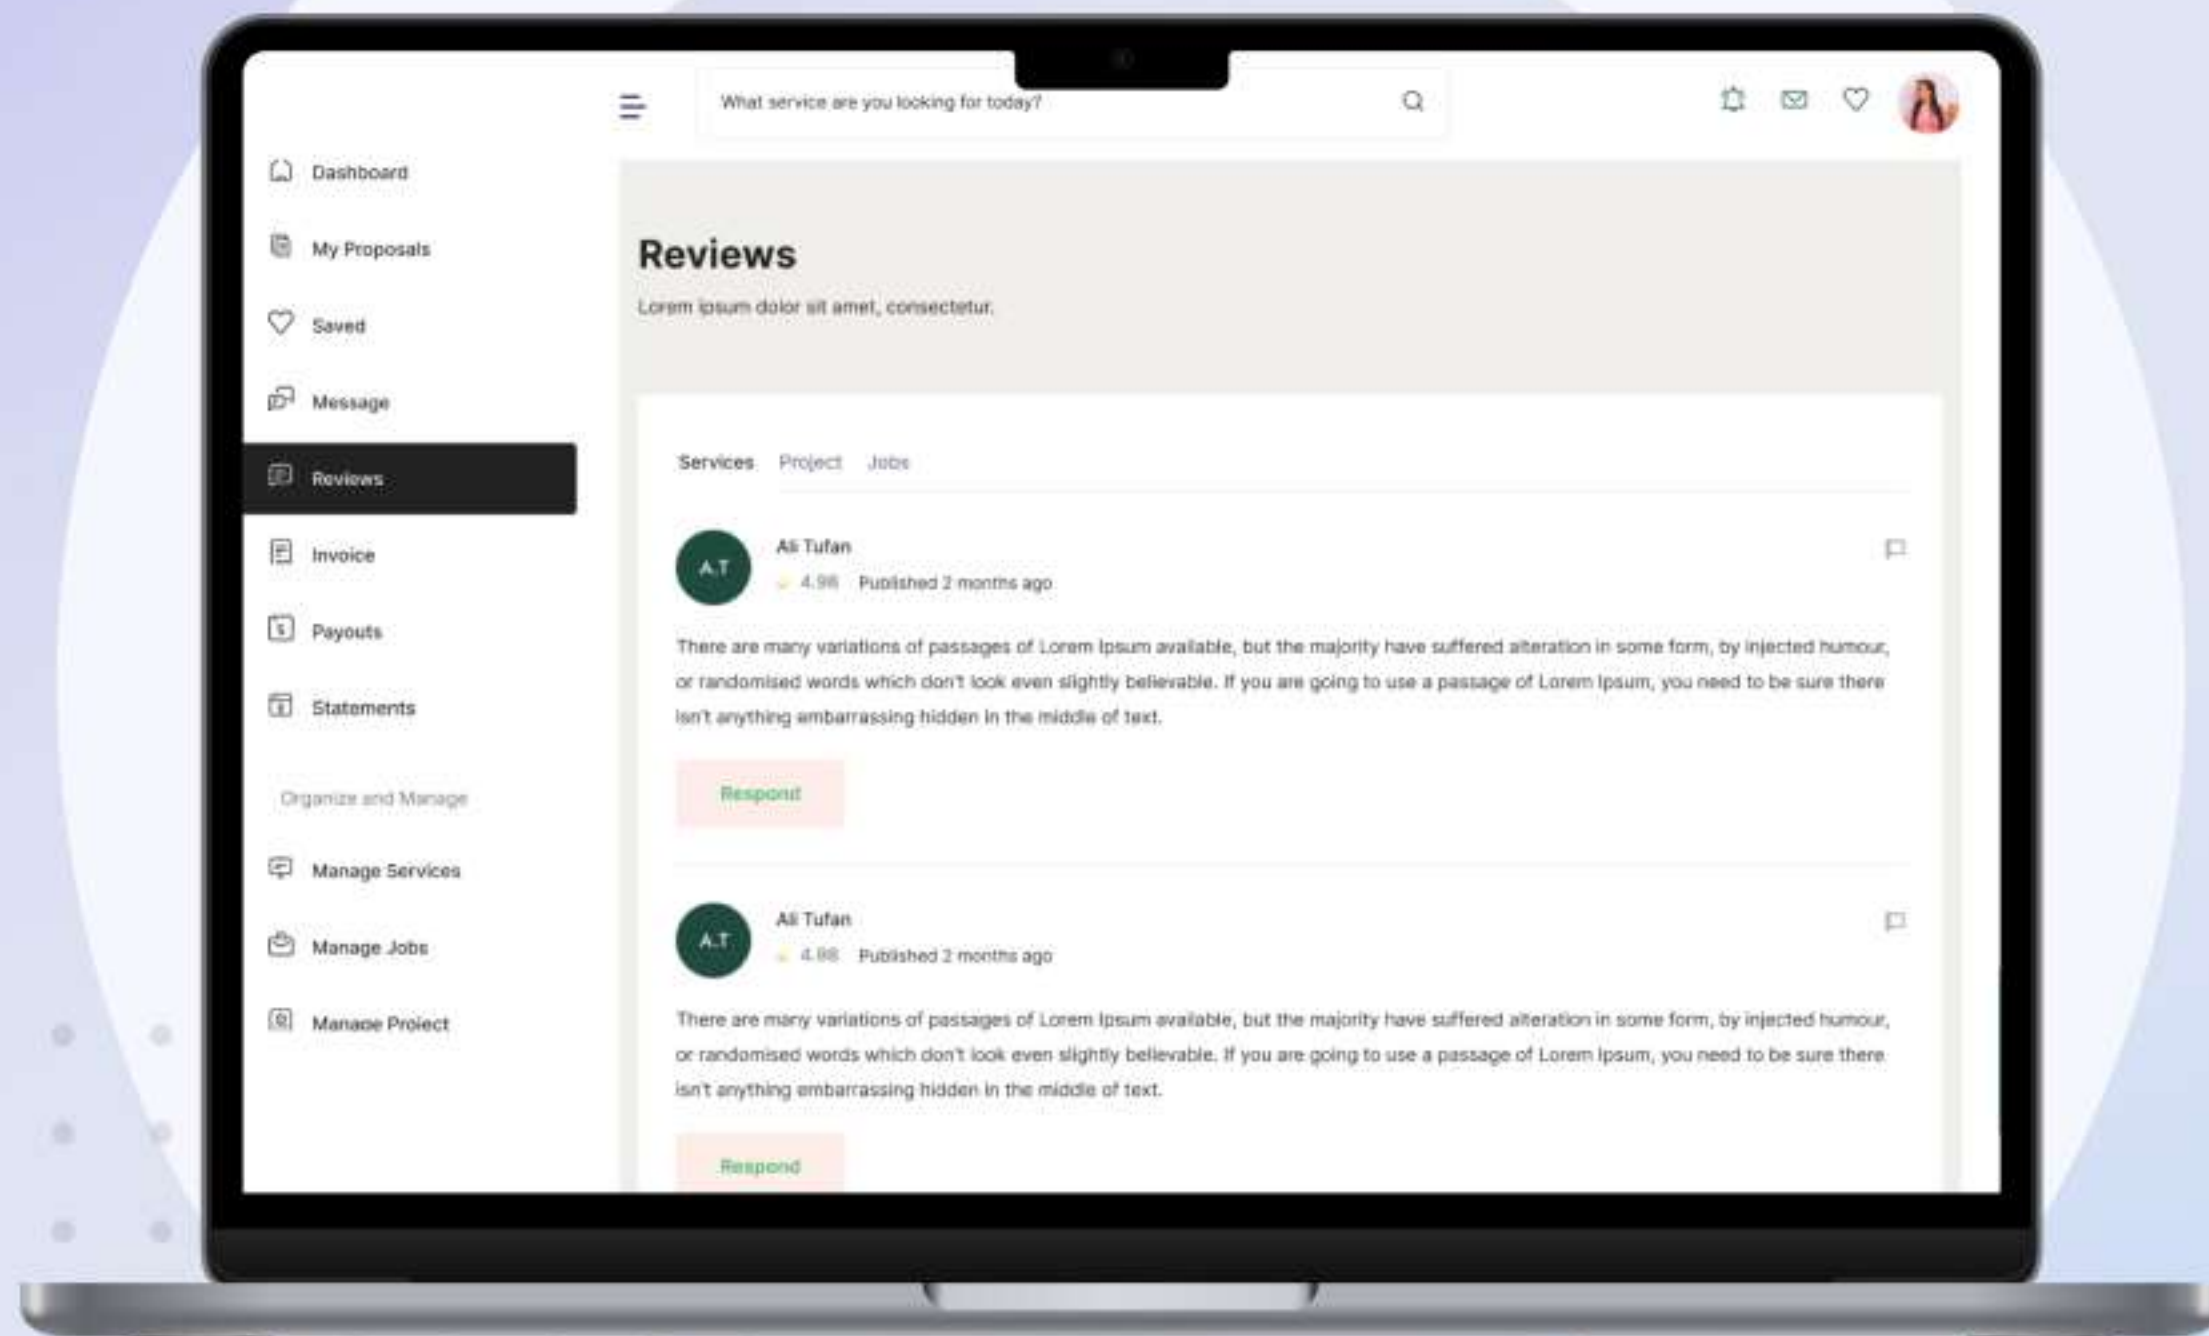 What service are you looking for today?
Dashboard
My Proposals
Saved
Message
Reviews
Invoice
Payouts
Statements
Organize and Manage
Manage Services
Manage Jobs
Manage Project
Reviews
Lorem ipsum dolor sit amet, consectetur.
Services Project Jobs
A.T
Ali Tufan
4.98 Published 2 months ago
There are many variations of passages of Lorem Ipsum available, but the majority have suffered alteration in some form, by injected humour,
or randomised words which don't look even slightly believable. If you are going to use a passage of Lorem Ipsum, you need to be sure there
isn't anything embarrassing hidden in the middle of text.
Respond
A.T
Ali Tufan
4.98 Published 2 months ago
There are many variations of passages of Lorem Ipsum available, but the majority have suffered alteration in some form, by injected humour,
or randomised words which don't look even slightly believable. If you are going to use a passage of Lorem Ipsum, you need to be sure there
isn't anything embarrassing hidden in the middle of text.
Respond